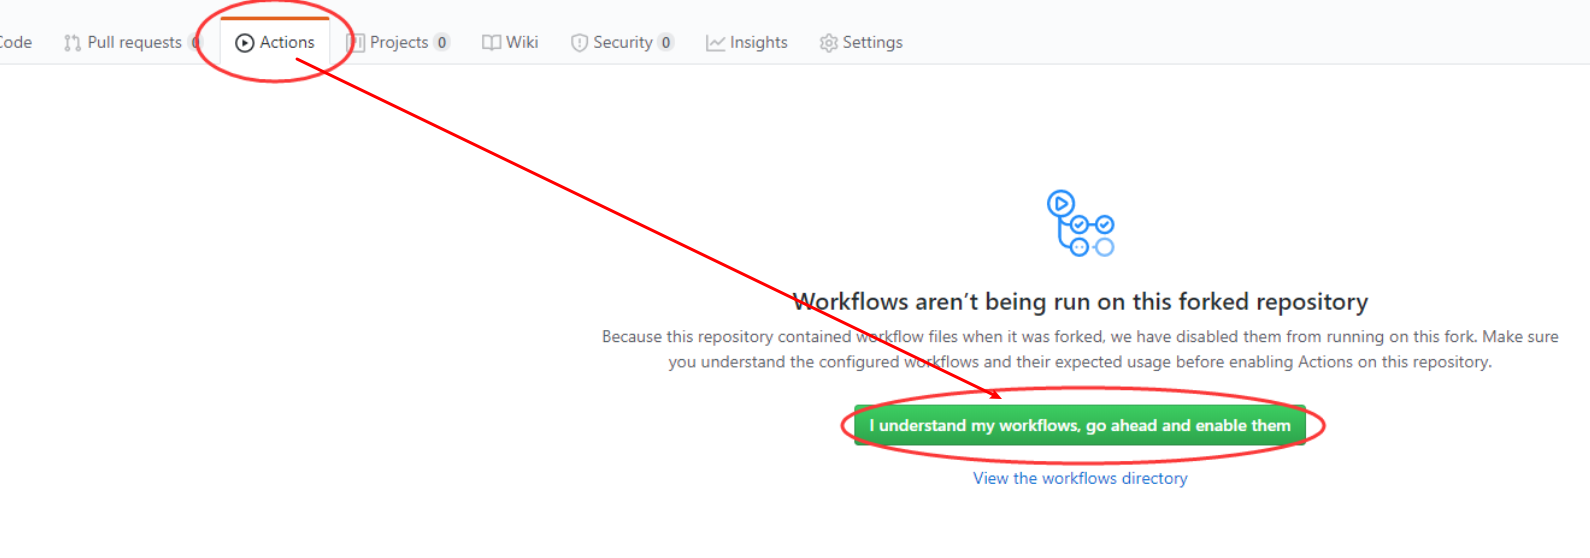 Code Pull requests 0 Actions Projects 0 Wiki Security 0 Insights Settings
Workflows aren't being run on this forked repository
Because this repository contained workflow files when it was forked, we have disabled them from running on this fork. Make sure
you understand the configured workflows and their expected usage before enabling Actions on this repository.
I understand my workflows, go ahead and enable them
View the workflows directory